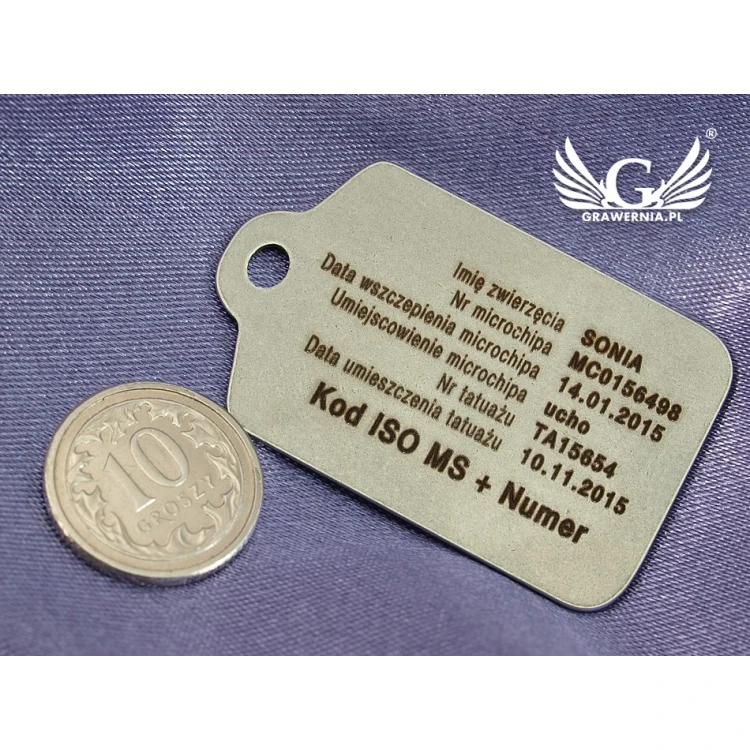 G
®
GRAWERNIA.PL
Imię zwierzęcia SONIA
Nr microchipa MC0156498
Data wszczepienia microchipa 14.01.2015
Umiejscowienie microchipa ucho
Nr tatuażu TA15654
Data umieszczenia tatuażu 10.11.2015
Kod ISO MS + Numer
10
GROSZY